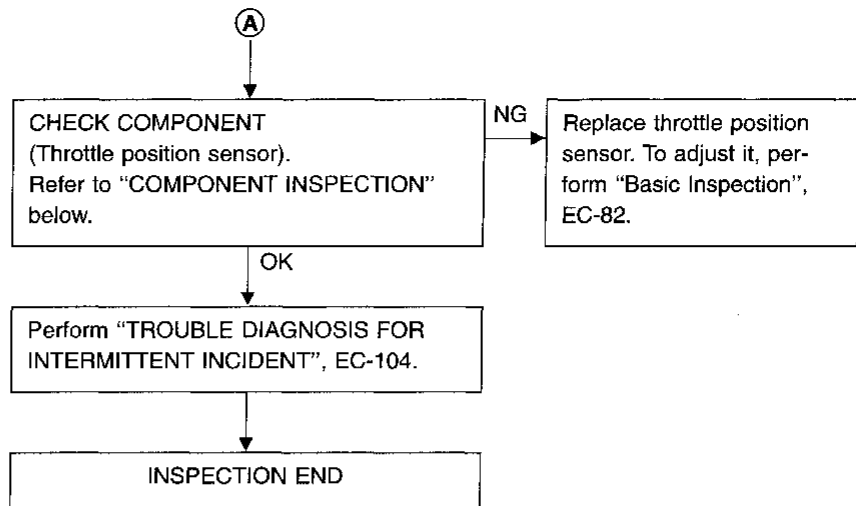 A
CHECK COMPONENT
(Throttle position sensor).
Refer to “COMPONENT INSPECTION”
below.
NG
Replace throttle position
sensor. To adjust it, per-
form “Basic Inspection”,
EC-82.
OK
Perform “TROUBLE DIAGNOSIS FOR
INTERMITTENT INCIDENT”, EC-104.
INSPECTION END